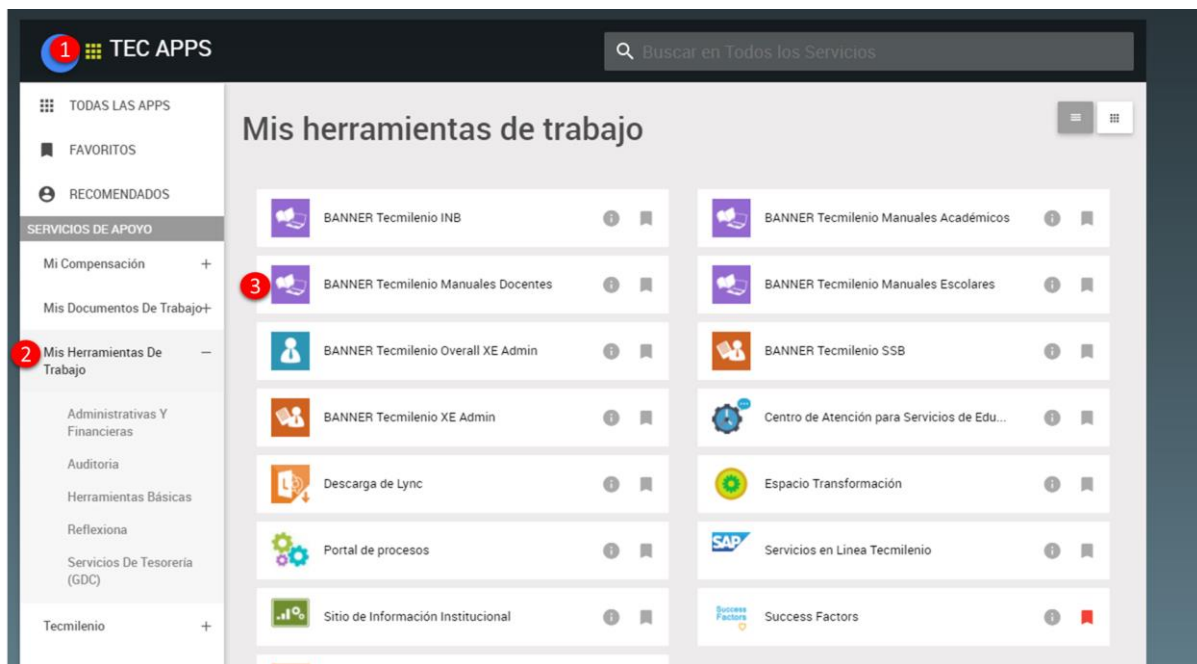 1
TEC APPS
Buscar en Todos los Servicios
TODAS LAS APPS
FAVORITOS
RECOMENDADOS
SERVICIOS DE APOYO
Mi Compensación +
Mis Documentos De Trabajo+
2
Mis Herramientas De
Trabajo
Administrativas Y
Financieras
Auditoria
Herramientas Básicas
Reflexiona
Servicios De Tesorería
(GDC)
Tecmilenio +
Mis herramientas de trabajo
BANNER Tecmilenio INB
BANNER Tecmilenio Manuales Académicos
3
BANNER Tecmilenio Manuales Docentes
BANNER Tecmilenio Manuales Escolares
BANNER Tecmilenio Overall XE Admin
BANNER Tecmilenio SSB
BANNER Tecmilenio XE Admin
Centro de Atención para Servicios de Edu...
Descarga de Lync
Espacio Transformación
Portal de procesos
SAP
Servicios en Linea Tecmilenio
Sitio de Información Institucional
Success
Factors
Success Factors